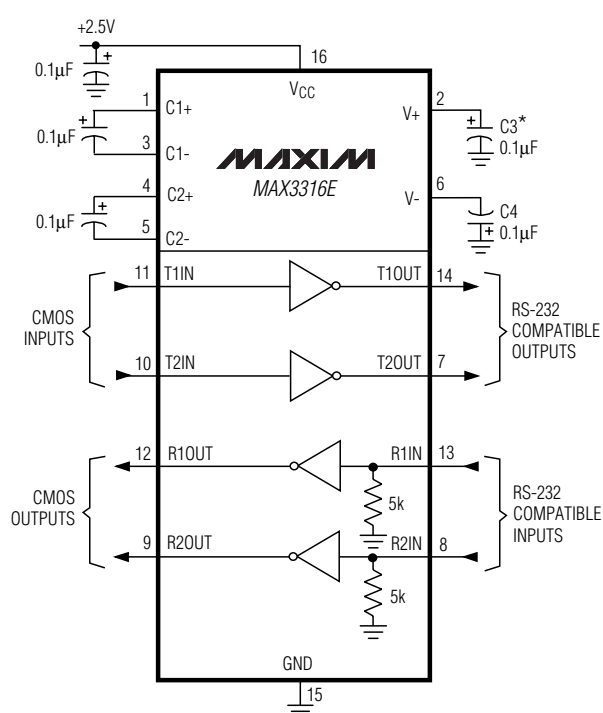 +2.5V
+
0.1µF
16
VCC
1
C1+
V+
2
+
0.1µF
+
C3*
0.1µF
3
C1-
MAXIM
MAX3316E
4
C2+
V-
6
+
0.1µF
C4
+
0.1µF
5
C2-
11
T1IN
T1OUT
14
CMOS
INPUTS
RS-232
COMPATIBLE
OUTPUTS
10
T2IN
T2OUT
7
12
R1OUT
R1IN
13
5k
CMOS
OUTPUTS
RS-232
COMPATIBLE
INPUTS
9
R2OUT
R2IN
8
5k
GND
15